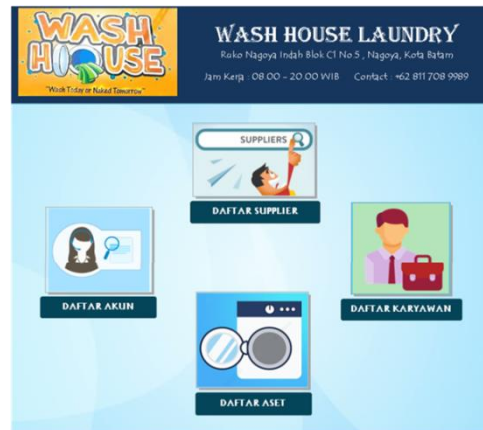 WASH
HOUSE
"Wash Today or Naked Tomorrow"
WASH HOUSE LAUNDRY
Ruko Nagoya Indah Blok C1 No.5 , Nagoya, Kota Batam
Jam Kerja : 08.00 - 20.00 WIB Contact : +62 811 708 9989
SUPPLIERS
DAFTAR SUPPLIER
DAFTAR AKUN
DAFTAR KARYAWAN
DAFTAR ASET